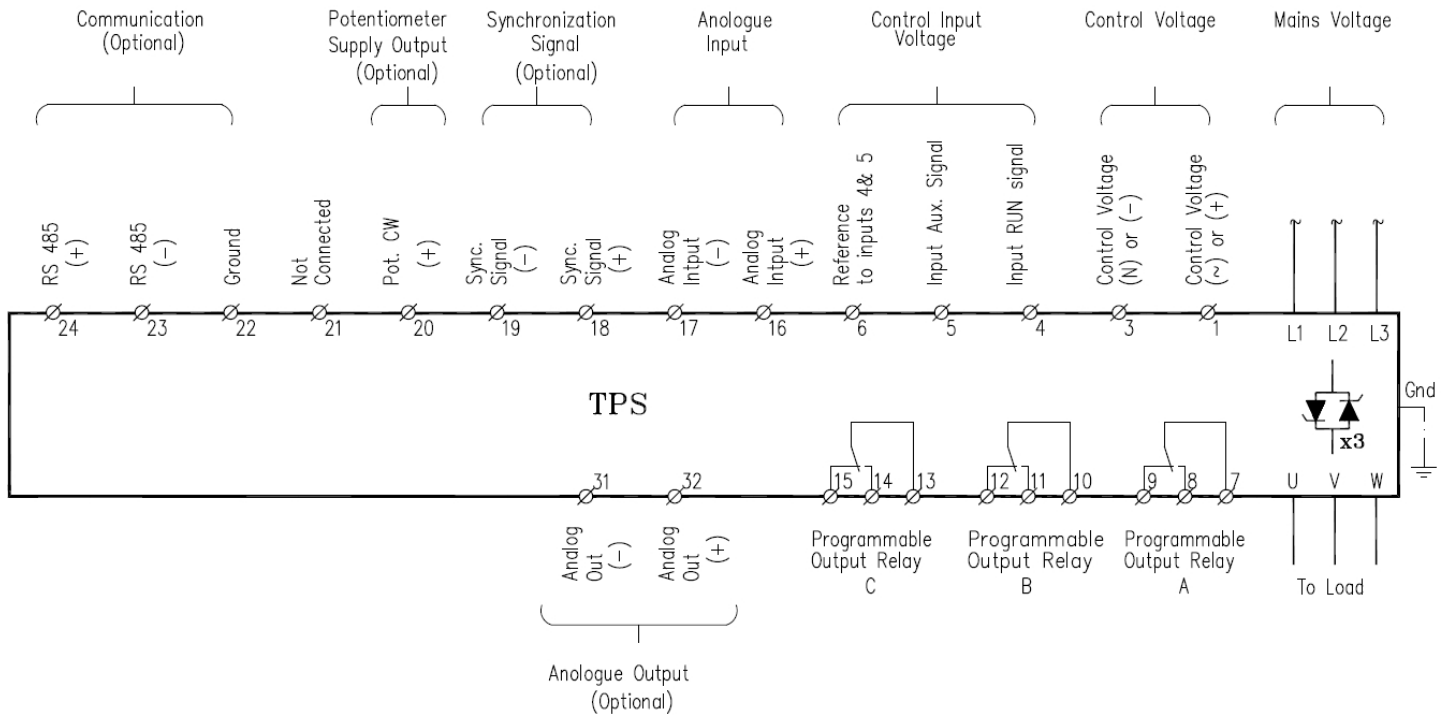 Communication
(Optional)
Potentiometer
Supply Output
(Optional)
Synchronization
Signal
(Optional)
Analogue
Input
Control Input
Voltage
Control Voltage
Mains Voltage
RS 485
(+)
RS 485
(-)
Ground
Not
Connected
Pot. CW
(+)
Sync.
Signal
(-)
Sync.
Signal
(+)
Analog
Intput
(-)
Analog
Intput
(+)
Reference
to inputs 4& 5
Input Aux. Signal
Input RUN signal
Control Voltage
(N) or (-)
Control Voltage
(~) or (+)
24 23 22 21 20 19 18 17 16 6 5 4 3 1 L1 L2 L3
TPS
x3
Gnd
31 32 15 14 13 12 11 10 9 8 7 U V W
Analog
Out
(-)
Analog
Out
(+)
Programmable
Output Relay
C
Programmable
Output Relay
B
Programmable
Output Relay
A
To Load
Anologue Output
(Optional)